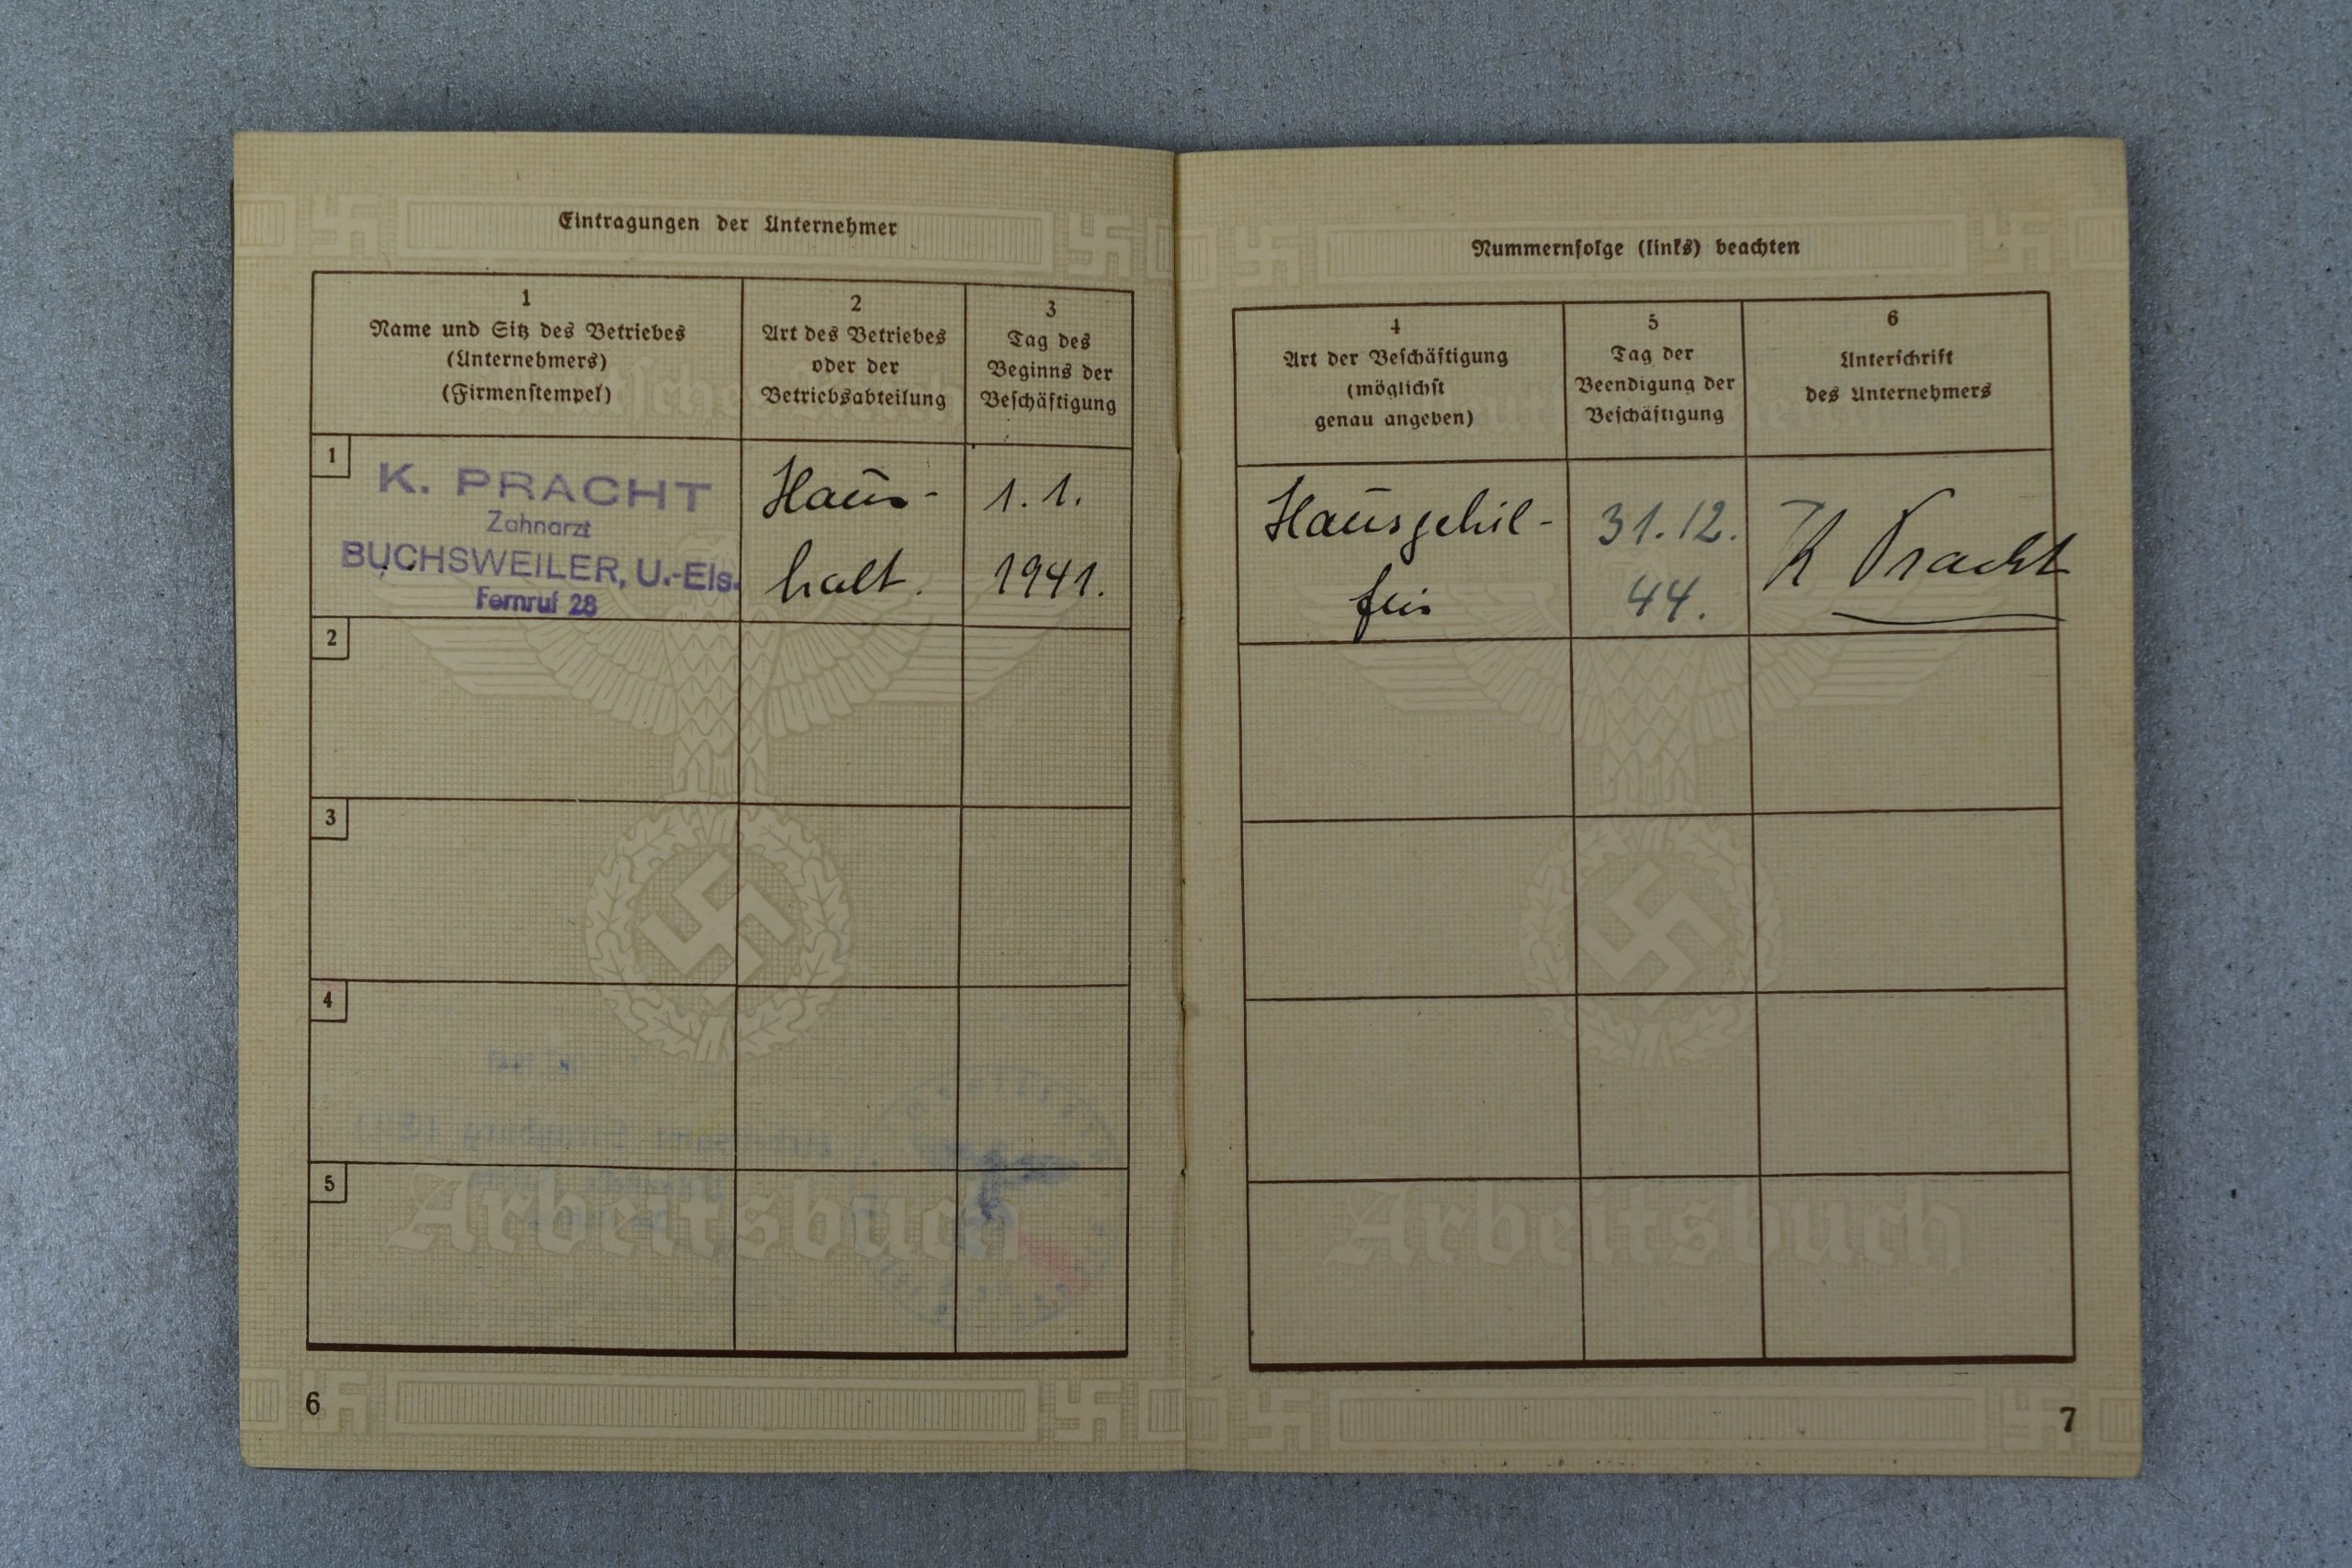 Eintragungen der Unternehmer
1
Name und Sitz des Betriebes
(Unternehmers)
(Firmenstempel)
2
Art des Betriebes
oder der
Betriebsabteilung
3
Tag des
Beginns der
Beschäftigung
1
K. PRACHT
Zahnarzt
BUCHSWEILER, U.-Els.
Fernruf 28
Haus-
halt.
1.1.
1941.
2
3
4
5
Arbeitsbuch
6
Nummernfolge (links) beachten
4
Art der Beschäftigung
(möglichst
genau angeben)
5
Tag der
Beendigung der
Beschäftigung
6
Unterschrift
des Unternehmers
Hausgehil-
fin
31.12.
44.
K Pracht
Arbeitsbuch
7